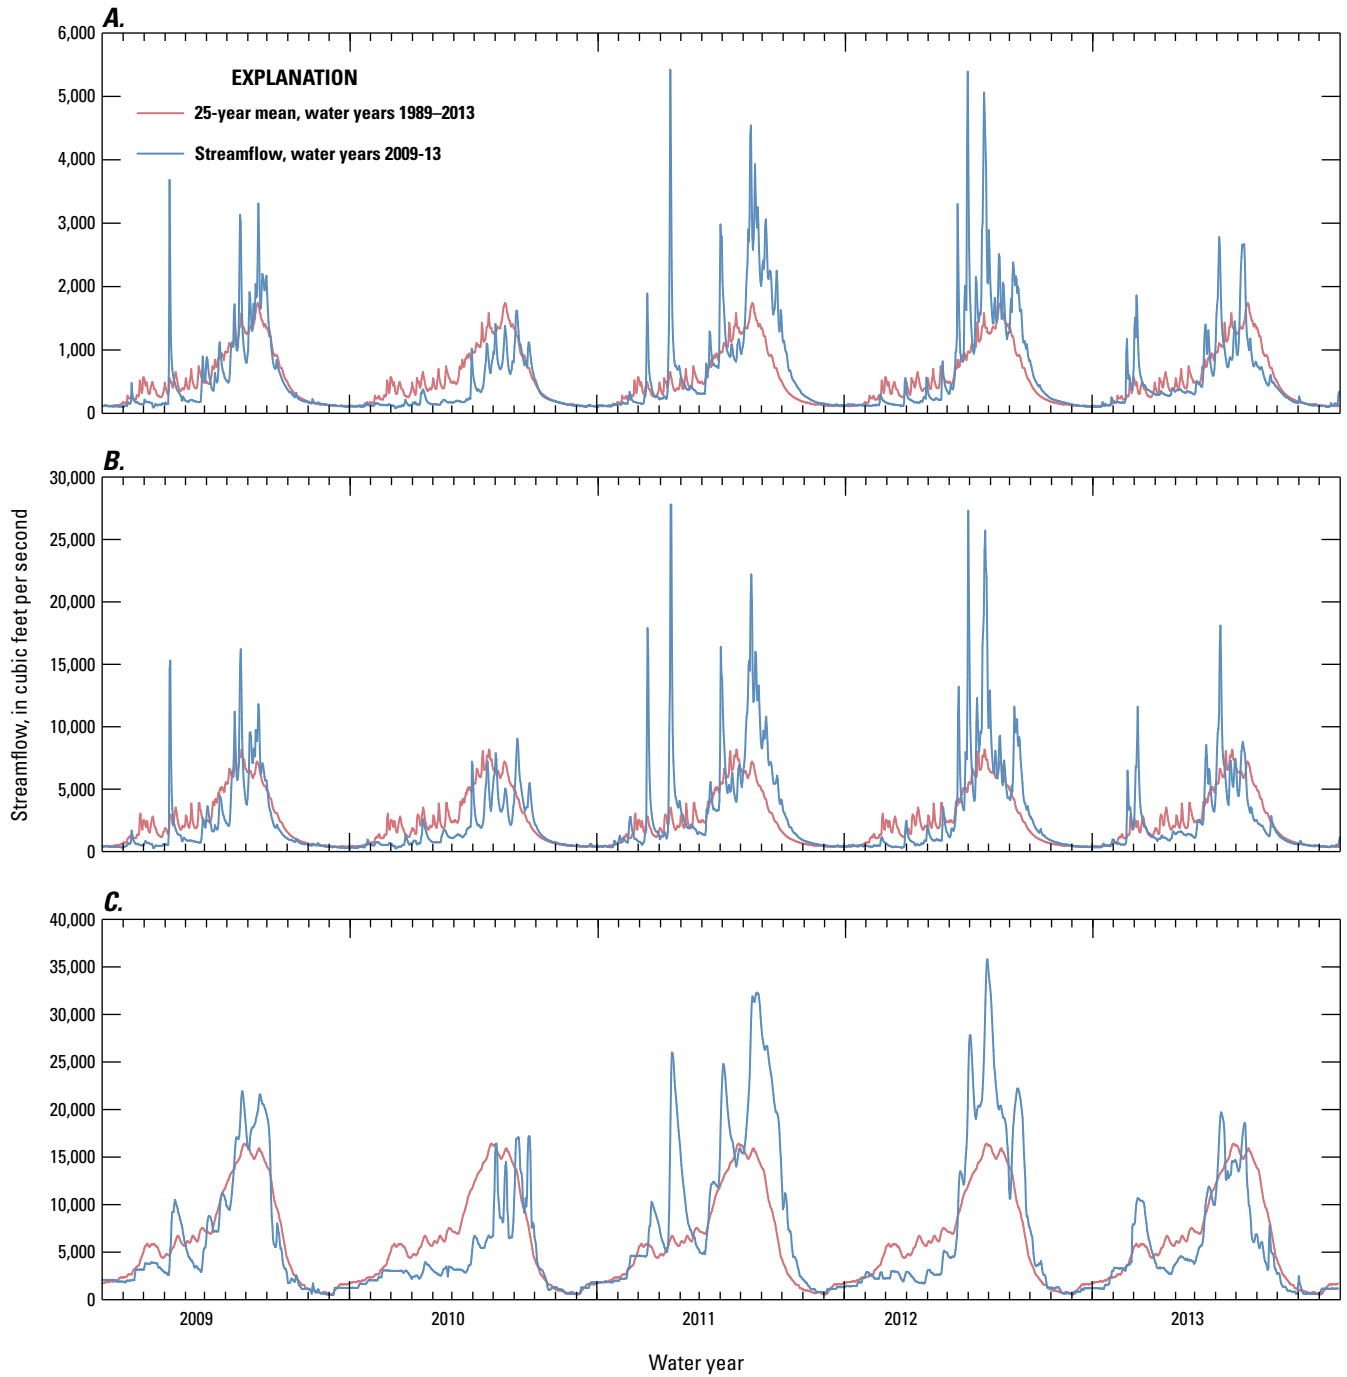 A.
6,000
5,000
4,000
3,000
2,000
1,000
0
EXPLANATION
25-year mean, water years 1989–2013
Streamflow, water years 2009-13
B.
30,000
25,000
20,000
15,000
10,000
5,000
0
Streamflow, in cubic feet per second
C.
40,000
35,000
30,000
25,000
20,000
15,000
10,000
5,000
0
2009 2010 2011 2012 2013
Water year